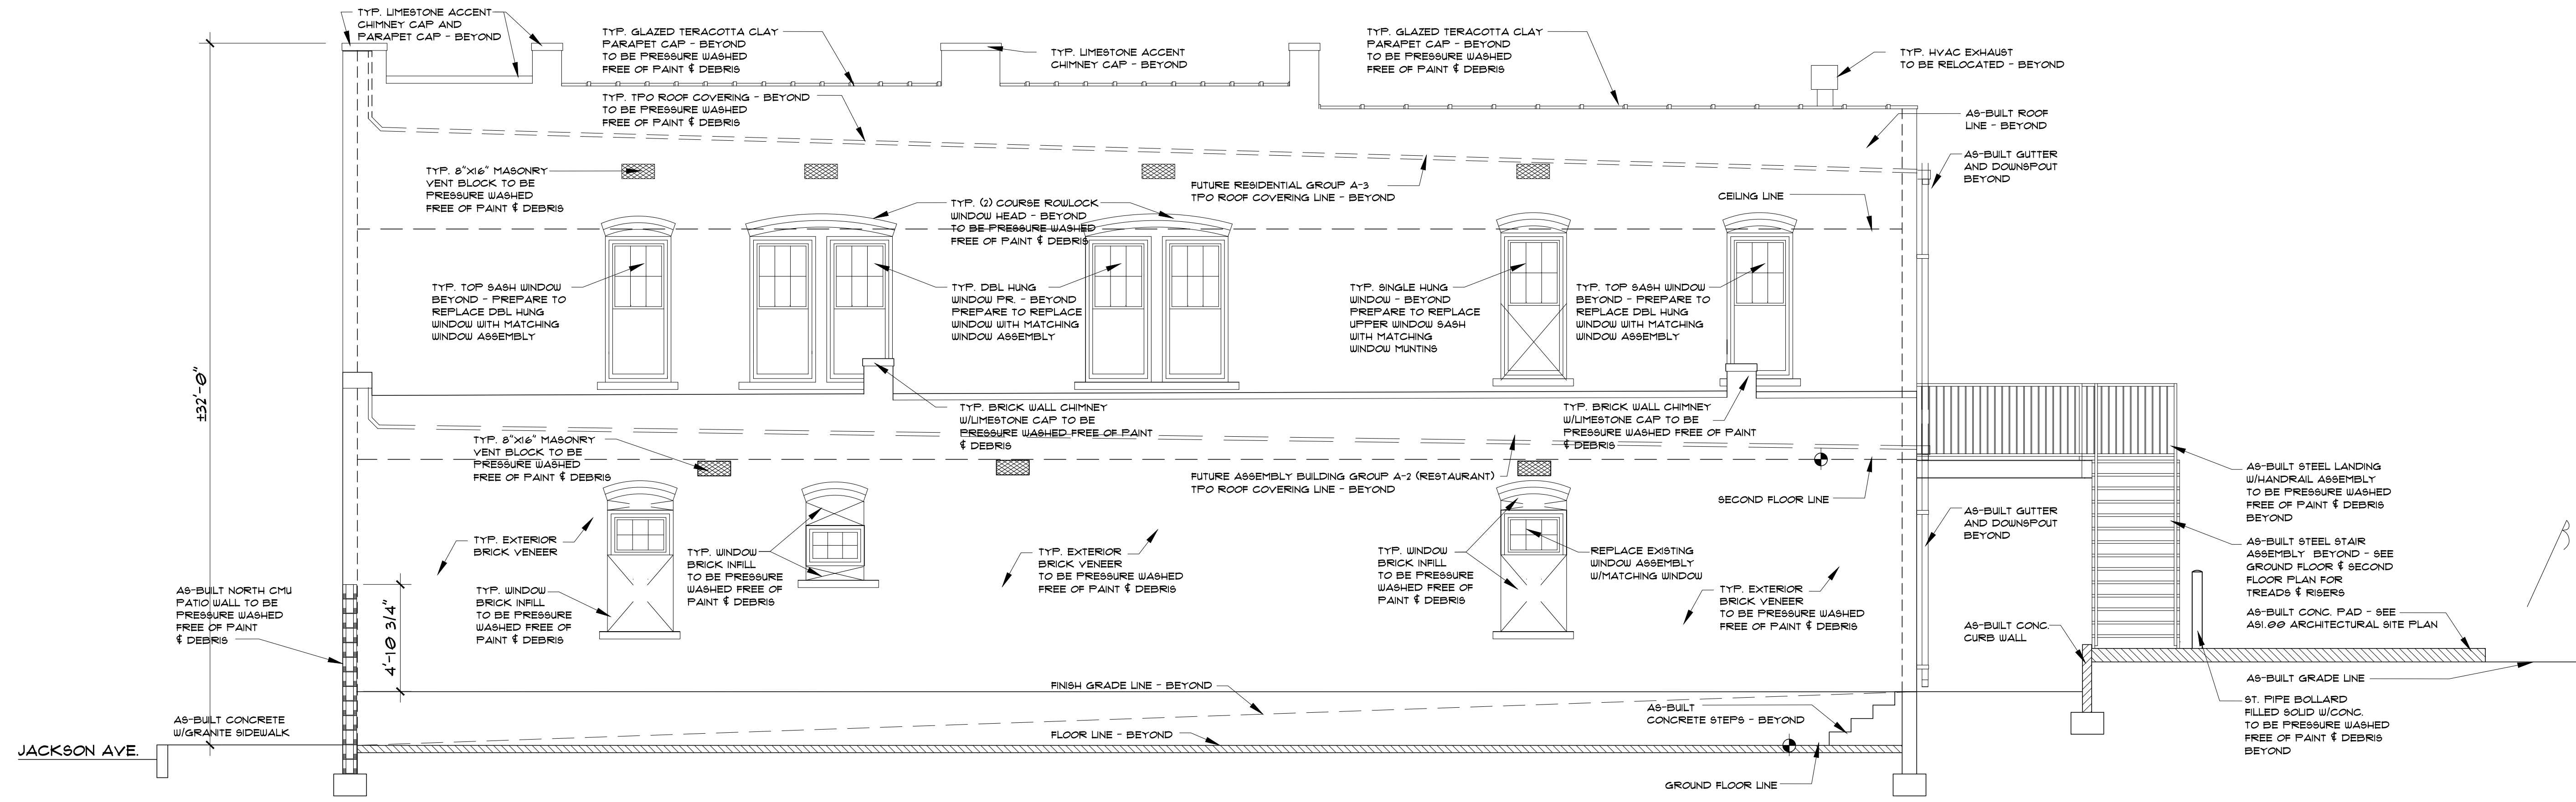 TYP. LIMESTONE ACCENT
CHIMNEY CAP AND
PARAPET CAP - BEYOND
TYP. GLAZED TERACOTTA CLAY
PARAPET CAP - BEYOND
TO BE PRESSURE WASHED
FREE OF PAINT & DEBRIS
TYP. LIMESTONE ACCENT
CHIMNEY CAP - BEYOND
TYP. GLAZED TERACOTTA CLAY
PARAPET CAP - BEYOND
TO BE PRESSURE WASHED
FREE OF PAINT & DEBRIS
TYP. HVAC EXHAUST
TO BE RELOCATED - BEYOND
TYP. TPO ROOF COVERING - BEYOND
TO BE PRESSURE WASHED
FREE OF PAINT & DEBRIS
AS-BUILT ROOF
LINE - BEYOND
AS-BUILT GUTTER
AND DOWNSPOUT
BEYOND
TYP. 8"X16" MASONRY
VENT BLOCK TO BE
PRESSURE WASHED
FREE OF PAINT & DEBRIS
FUTURE RESIDENTIAL GROUP A-3
TPO ROOF COVERING LINE - BEYOND
CEILING LINE
TYP. (2) COURSE ROWLOCK
WINDOW HEAD - BEYOND
TO BE PRESSURE WASHED
FREE OF PAINT & DEBRIS
TYP. TOP SASH WINDOW
BEYOND - PREPARE TO
REPLACE DBL HUNG
WINDOW WITH MATCHING
WINDOW ASSEMBLY
TYP. DBL HUNG
WINDOW PR. - BEYOND
PREPARE TO REPLACE
WINDOW WITH MATCHING
WINDOW ASSEMBLY
TYP. SINGLE HUNG
WINDOW - BEYOND
PREPARE TO REPLACE
UPPER WINDOW SASH
WITH MATCHING
WINDOW MUNTINS
TYP. TOP SASH WINDOW
BEYOND - PREPARE TO
REPLACE DBL HUNG
WINDOW WITH MATCHING
WINDOW ASSEMBLY
±32'-0"
TYP. BRICK WALL CHIMNEY
W/LIMESTONE CAP TO BE
PRESSURE WASHED FREE OF PAINT
& DEBRIS
TYP. BRICK WALL CHIMNEY
W/LIMESTONE CAP TO BE
PRESSURE WASHED FREE OF PAINT
& DEBRIS
TYP. 8"X16" MASONRY
VENT BLOCK TO BE
PRESSURE WASHED
FREE OF PAINT & DEBRIS
FUTURE ASSEMBLY BUILDING GROUP A-2 (RESTAURANT)
TPO ROOF COVERING LINE - BEYOND
SECOND FLOOR LINE
AS-BUILT STEEL LANDING
W/HANDRAIL ASSEMBLY
TO BE PRESSURE WASHED
FREE OF PAINT & DEBRIS
BEYOND
AS-BUILT GUTTER
AND DOWNSPOUT
BEYOND
AS-BUILT STEEL STAIR
ASSEMBLY BEYOND - SEE
GROUND FLOOR & SECOND
FLOOR PLAN FOR
TREADS & RISERS
TYP. EXTERIOR
BRICK VENEER
TYP. WINDOW
BRICK INFILL
TO BE PRESSURE
WASHED FREE OF
PAINT & DEBRIS
TYP. EXTERIOR
BRICK VENEER
TO BE PRESSURE WASHED
FREE OF PAINT & DEBRIS
TYP. WINDOW
BRICK INFILL
TO BE PRESSURE
WASHED FREE OF
PAINT & DEBRIS
REPLACE EXISTING
WINDOW ASSEMBLY
W/MATCHING WINDOW
TYP. EXTERIOR
BRICK VENEER
TO BE PRESSURE WASHED
FREE OF PAINT & DEBRIS
AS-BUILT NORTH CMU
PATIO WALL TO BE
PRESSURE WASHED
FREE OF PAINT
& DEBRIS
4'-10 3/4"
TYP. WINDOW
BRICK INFILL
TO BE PRESSURE
WASHED FREE OF
PAINT & DEBRIS
AS-BUILT CONC. PAD - SEE
AS1.00 ARCHITECTURAL SITE PLAN
AS-BUILT CONC.
CURB WALL
AS-BUILT GRADE LINE
FINISH GRADE LINE - BEYOND
ST. PIPE BOLLARD
FILLED SOLID W/CONC.
TO BE PRESSURE WASHED
FREE OF PAINT & DEBRIS
BEYOND
AS-BUILT
CONCRETE STEPS - BEYOND
AS-BUILT CONCRETE
W/GRANITE SIDEWALK
FLOOR LINE - BEYOND
JACKSON AVE.
GROUND FLOOR LINE